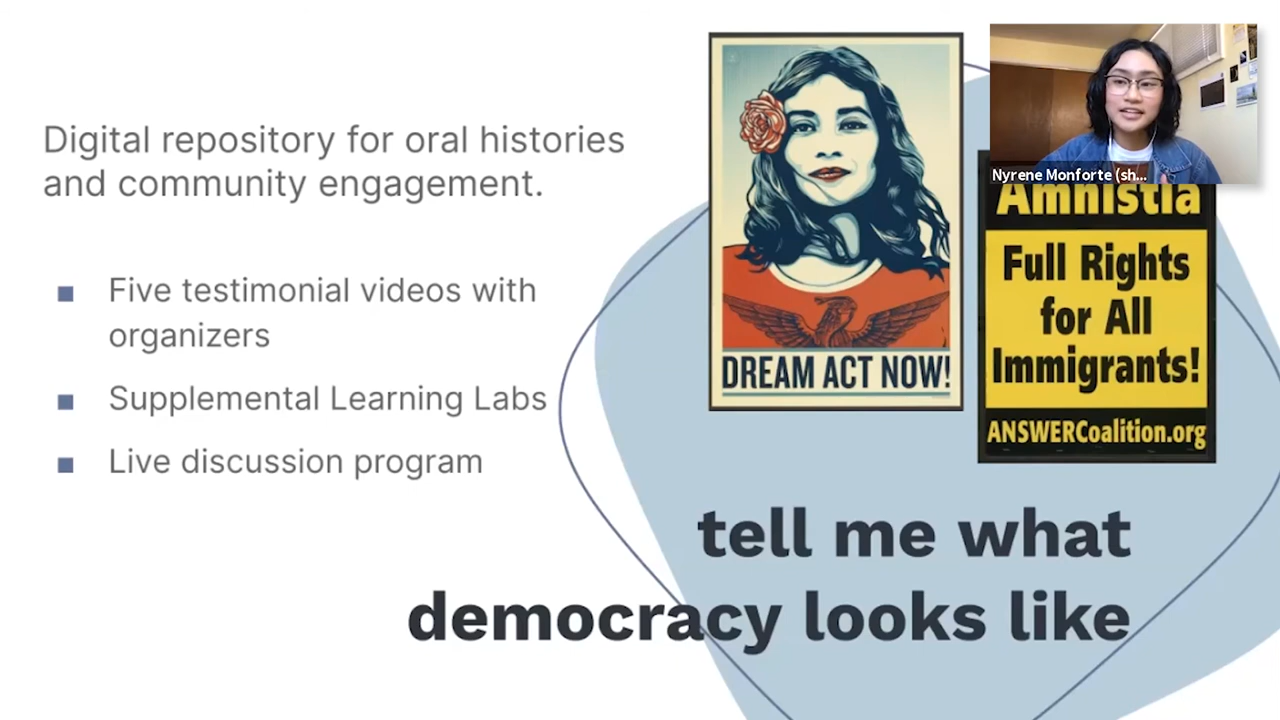 Digital repository for oral histories
and community engagement.
■ Five testimonial videos with
organizers
■ Supplemental Learning Labs
■ Live discussion program
DREAM ACT NOW!
Nyrene Monforte (sh...
Amnistía
Full Rights
for All
Immigrants!
ANSWERCoalition.org
tell me what
democracy looks like